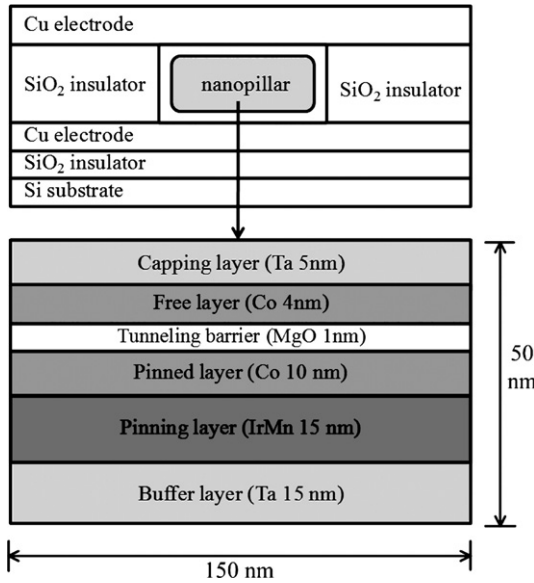 Cu electrode
SiO₂ insulator
nanopillar
SiO₂ insulator
Cu electrode
SiO₂ insulator
Si substrate
Capping layer (Ta 5nm)
Free layer (Co 4nm)
Tunneling barrier (MgO 1nm)
Pinned layer (Co 10 nm)
Pinning layer (IrMn 15 nm)
Buffer layer (Ta 15 nm)
50
nm
150 nm